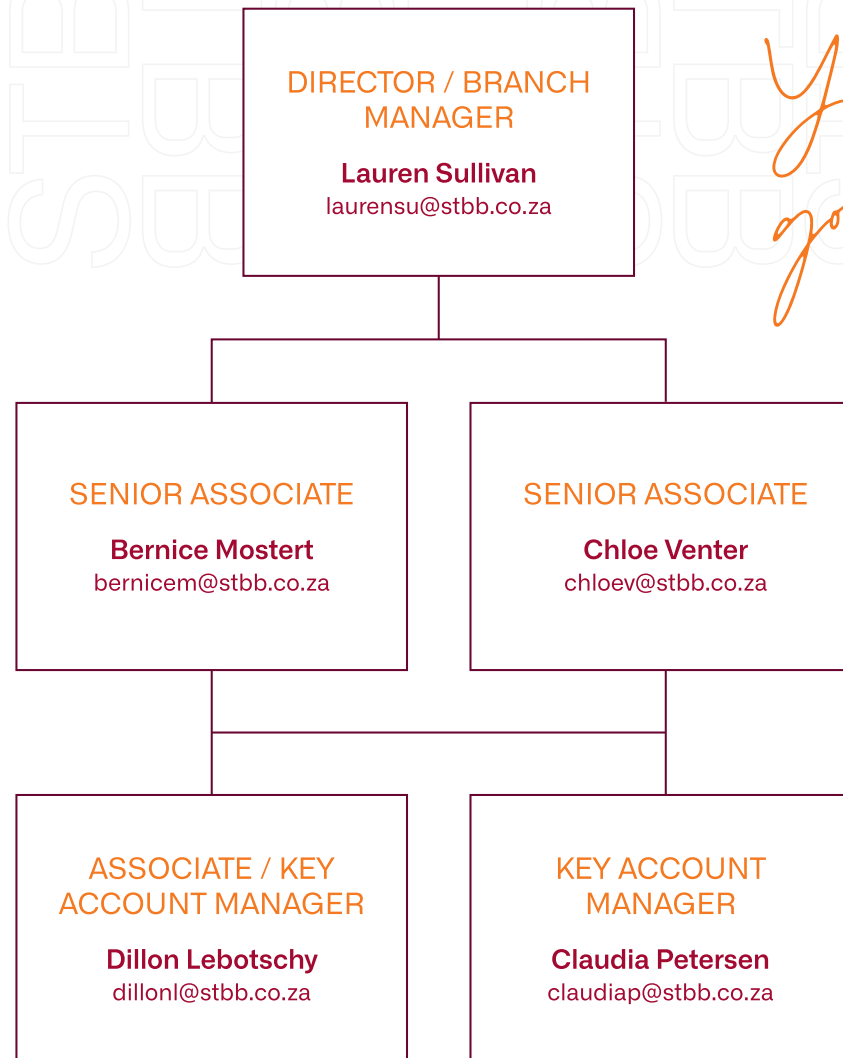 DIRECTOR / BRANCH
MANAGER
Lauren Sullivan
laurensu@stbb.co.za
SENIOR ASSOCIATE
Bernice Mostert
bernicem@stbb.co.za
SENIOR ASSOCIATE
Chloe Venter
chloev@stbb.co.za
ASSOCIATE / KEY
ACCOUNT MANAGER
Dillon Lebotschy
dillonl@stbb.co.za
KEY ACCOUNT
MANAGER
Claudia Petersen
claudiap@stbb.co.za